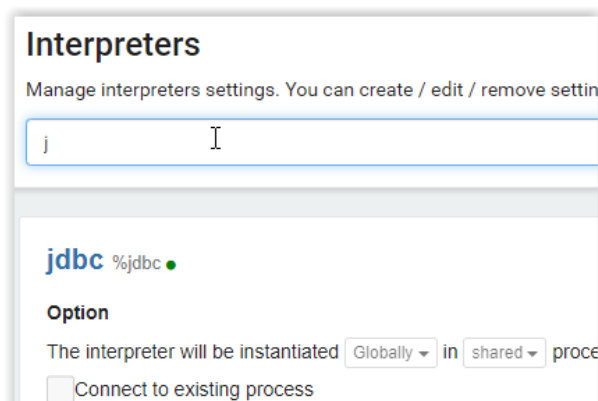 Interpreters
Manage interpreters settings. You can create / edit / remove settin
j
jdbc %jdbc
Option
The interpreter will be instantiated Globally in shared proce
Connect to existing process